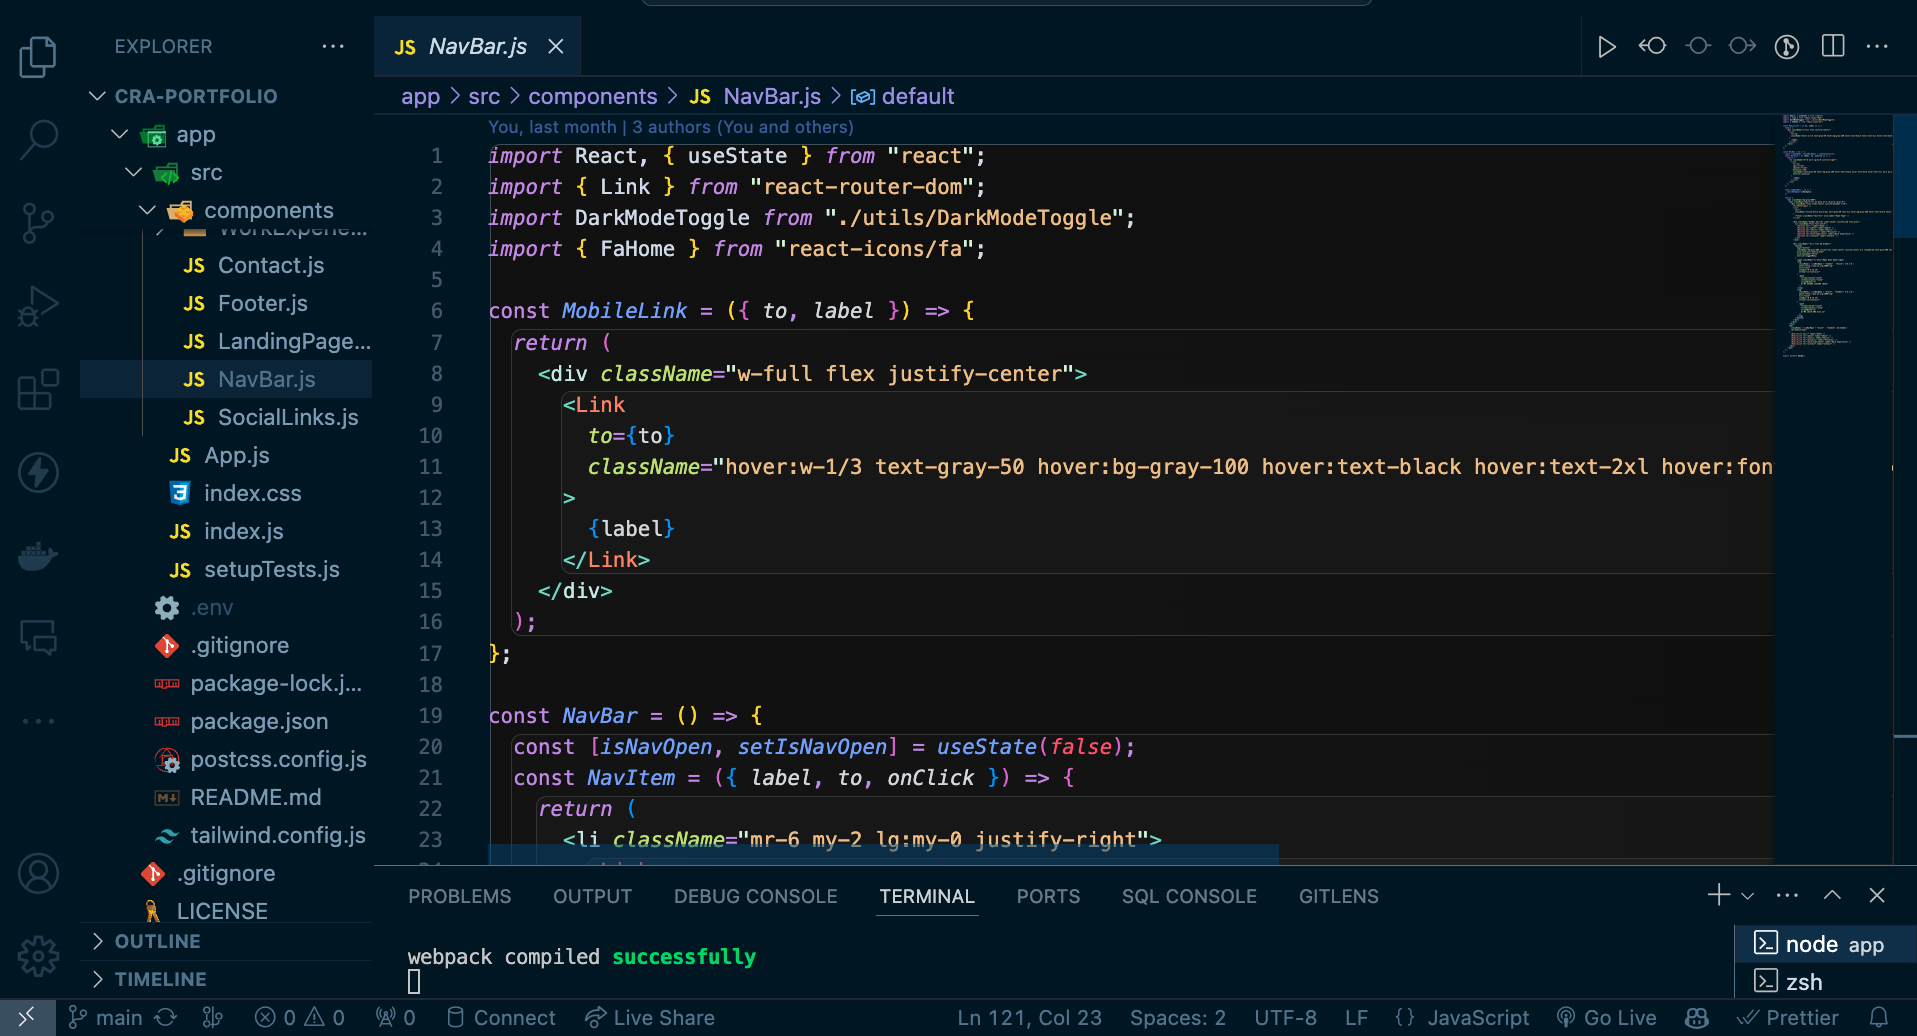 EXPLORER
CRA-PORTFOLIO
app
src
components
WorkExperie...
JS Contact.js
JS Footer.js
JS LandingPage...
JS NavBar.js
JS SocialLinks.js
JS App.js
index.css
JS index.js
JS setupTests.js
.env
.gitignore
package-lock.j...
package.json
postcss.config.js
README.md
tailwind.config.js
.gitignore
LICENSE
OUTLINE
TIMELINE
JS NavBar.js
app > src > components > JS NavBar.js > default
You, last month | 3 authors (You and others)
1 import React, { useState } from "react";
2 import { Link } from "react-router-dom";
3 import DarkModeToggle from "./utils/DarkModeToggle";
4 import { FaHome } from "react-icons/fa";
5
6 const MobileLink = ({ to, label }) => {
7 return (
8 <div className="w-full flex justify-center">
9 <Link
10 to={to}
11 className="hover:w-1/3 text-gray-50 hover:bg-gray-100 hover:text-black hover:text-2xl hover:fon
12 >
13 {label}
14 </Link>
15 </div>
16 );
17 };
18
19 const NavBar = () => {
20 const [isNavOpen, setIsNavOpen] = useState(false);
21 const NavItem = ({ label, to, onClick }) => {
22 return (
23 <li className="mr-6 my-2 lg:my-0 justify-right">
PROBLEMS OUTPUT DEBUG CONSOLE TERMINAL PORTS SQL CONSOLE GITLENS
webpack compiled successfully
node app
zsh
main 0 0 0 Connect Live Share Ln 121, Col 23 Spaces: 2 UTF-8 LF {} JavaScript Go Live Prettier